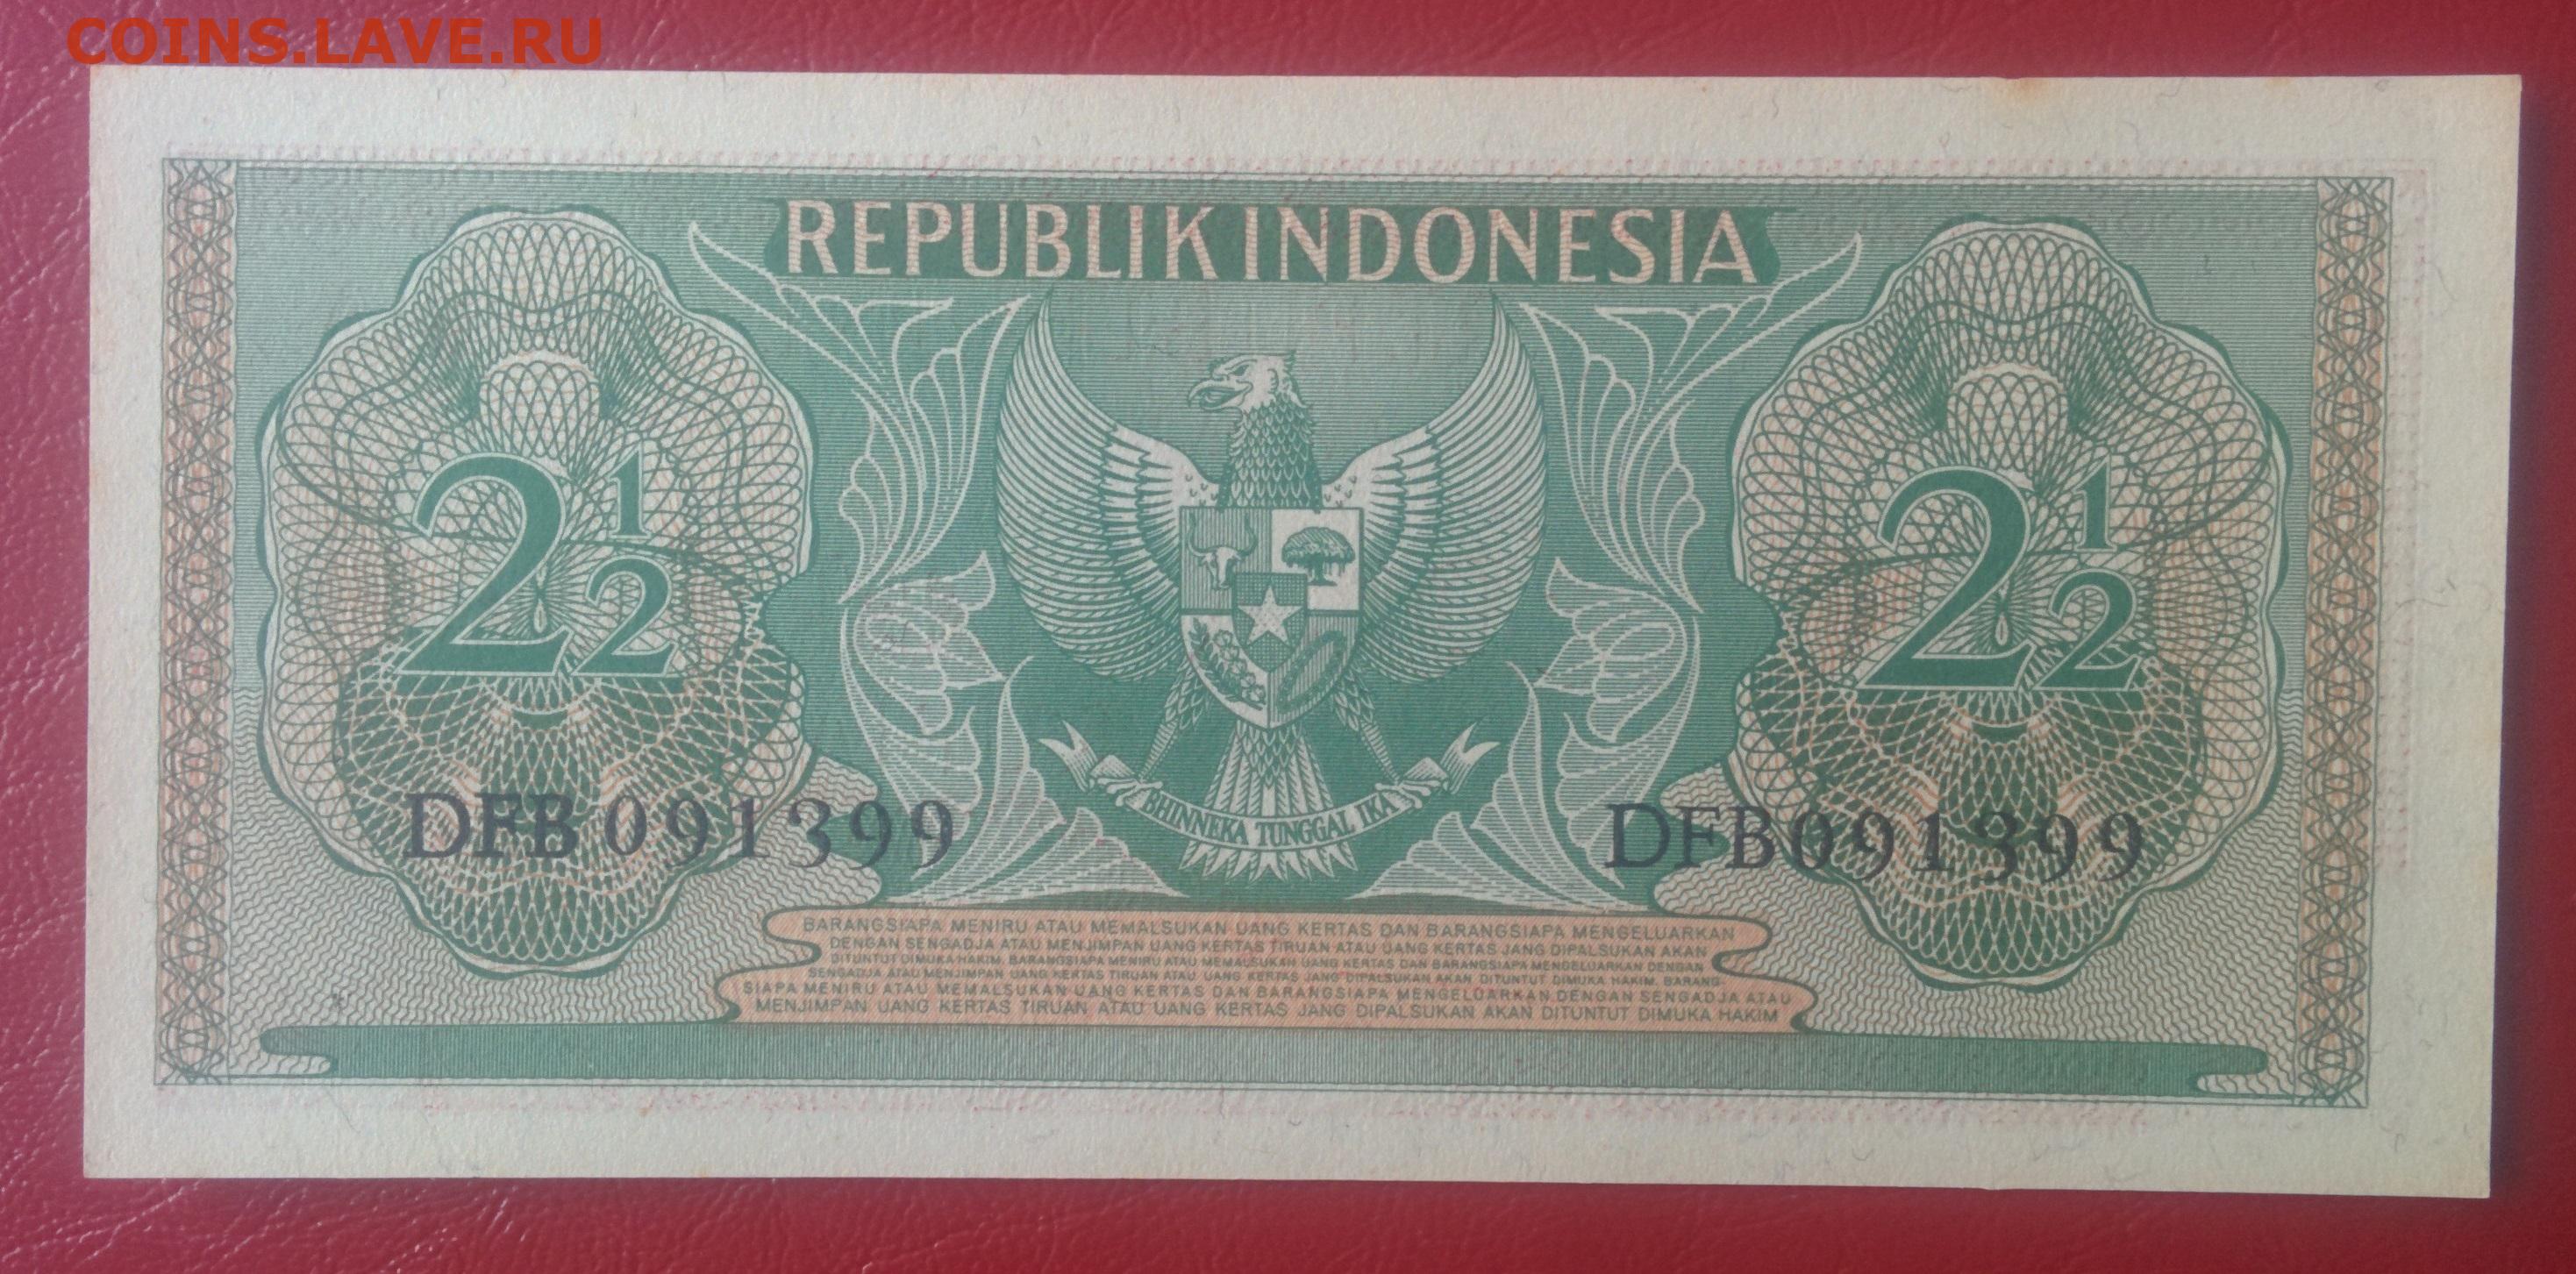 COINS.LAVE.RU
REPUBLIK INDONESIA
2 1/2
2 1/2
BHINNEKA TUNGGAL IKA
DFB 091399
DFB 091399
BARANGSIAPA MENIRU ATAU MEMALSUKAN UANG KERTAS DAN BARANGSIAPA MENGELUARKAN
DENGAN SENGADJA ATAU MENJIMPAN UANG KERTAS TIRUAN ATAU UANG KERTAS JANG DIPALSUKAN AKAN
DITUNTUT DIMUKA HAKIM. BARANGSIAPA MENIRU ATAU MEMALSUKAN UANG KERTAS DAN BARANGSIAPA MENGELUARKAN DENGAN
SENGADJA ATAU MENJIMPAN UANG KERTAS TIRUAN ATAU UANG KERTAS JANG DIPALSUKAN AKAN DITUNTUT DIMUKA HAKIM. BARANG-
SIAPA MENIRU ATAU MEMALSUKAN UANG KERTAS DAN BARANGSIAPA MENGELUARKAN DENGAN SENGADJA ATAU
MENJIMPAN UANG KERTAS TIRUAN ATAU UANG KERTAS JANG DIPALSUKAN AKAN DITUNTUT DIMUKA HAKIM